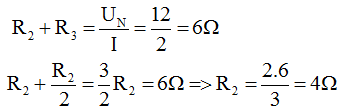 R₂ + R₃ = U_N / I = 12 / 2 = 6Ω
R₂ + R₂ / 2 = 3 / 2 R₂ = 6Ω => R₂ = 2.6 / 3 = 4Ω